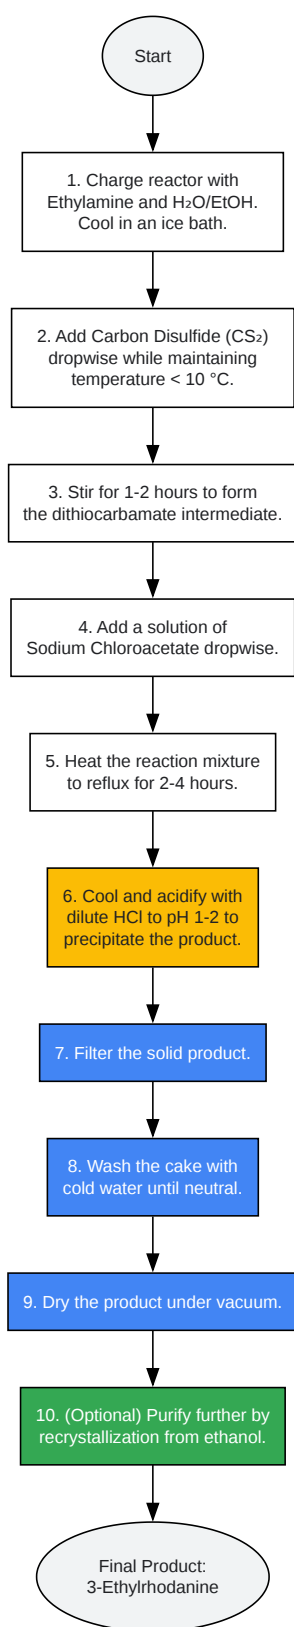 Start
1. Charge reactor with
Ethylamine and H₂O/EtOH.
Cool in an ice bath.
2. Add Carbon Disulfide (CS₂)
dropwise while maintaining
temperature < 10 °C.
3. Stir for 1-2 hours to form
the dithiocarbamate intermediate.
4. Add a solution of
Sodium Chloroacetate dropwise.
5. Heat the reaction mixture
to reflux for 2-4 hours.
6. Cool and acidify with
dilute HCl to pH 1-2 to
precipitate the product.
7. Filter the solid product.
8. Wash the cake with
cold water until neutral.
9. Dry the product under vacuum.
10. (Optional) Purify further by
recrystallization from ethanol.
Final Product:
3-Ethylrhodanine